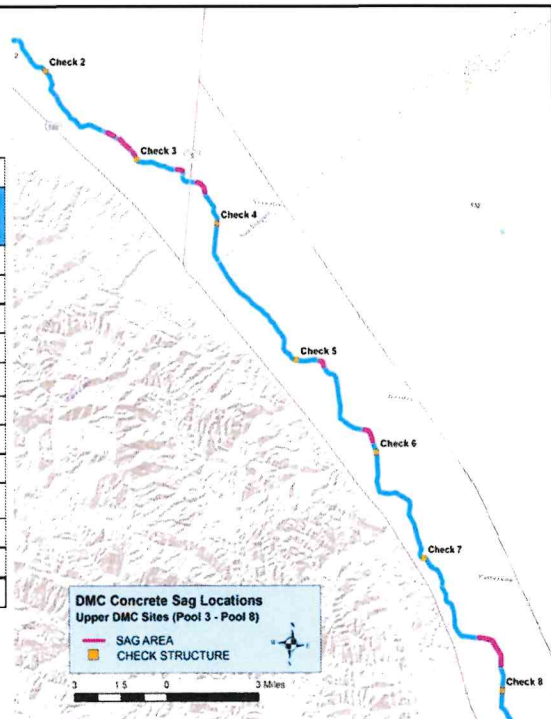 Check 2
Check 3
Check 4
Check 5
Check 6
Check 7
Check 8
DMC Concrete Sag Locations
Upper DMC Sites (Pool 3 - Pool 8)
SAG AREA
CHECK STRUCTURE
3 1.5 0 3 Miles